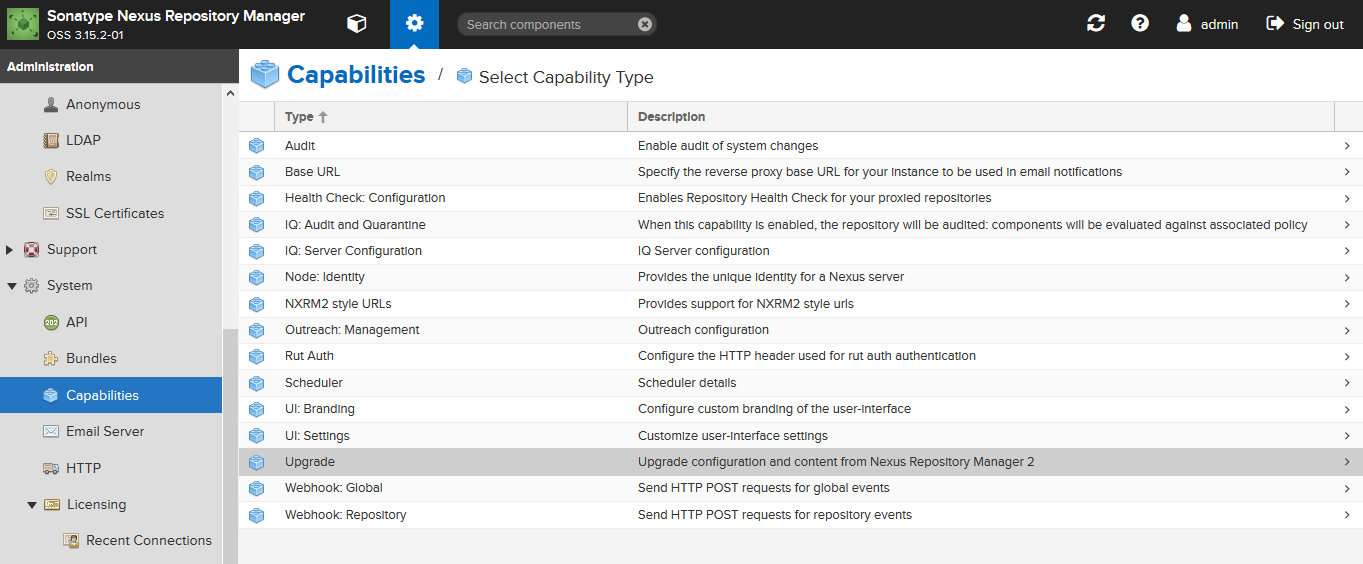 Sonatype Nexus Repository Manager
OSS 3.15.2-01
Search components
admin
Sign out
Administration
Anonymous
LDAP
Realms
SSL Certificates
Support
System
API
Bundles
Capabilities
Email Server
HTTP
Licensing
Recent Connections
Capabilities / Select Capability Type
Type Description
Audit Enable audit of system changes
Base URL Specify the reverse proxy base URL for your instance to be used in email notifications
Health Check: Configuration Enables Repository Health Check for your proxied repositories
IQ: Audit and Quarantine When this capability is enabled, the repository will be audited: components will be evaluated against associated policy
IQ: Server Configuration IQ Server configuration
Node: Identity Provides the unique identity for a Nexus server
NXRM2 style URLs Provides support for NXRM2 style urls
Outreach: Management Outreach configuration
Rut Auth Configure the HTTP header used for rut auth authentication
Scheduler Scheduler details
UI: Branding Configure custom branding of the user-interface
UI: Settings Customize user-interface settings
Upgrade Upgrade configuration and content from Nexus Repository Manager 2
Webhook: Global Send HTTP POST requests for global events
Webhook: Repository Send HTTP POST requests for repository events